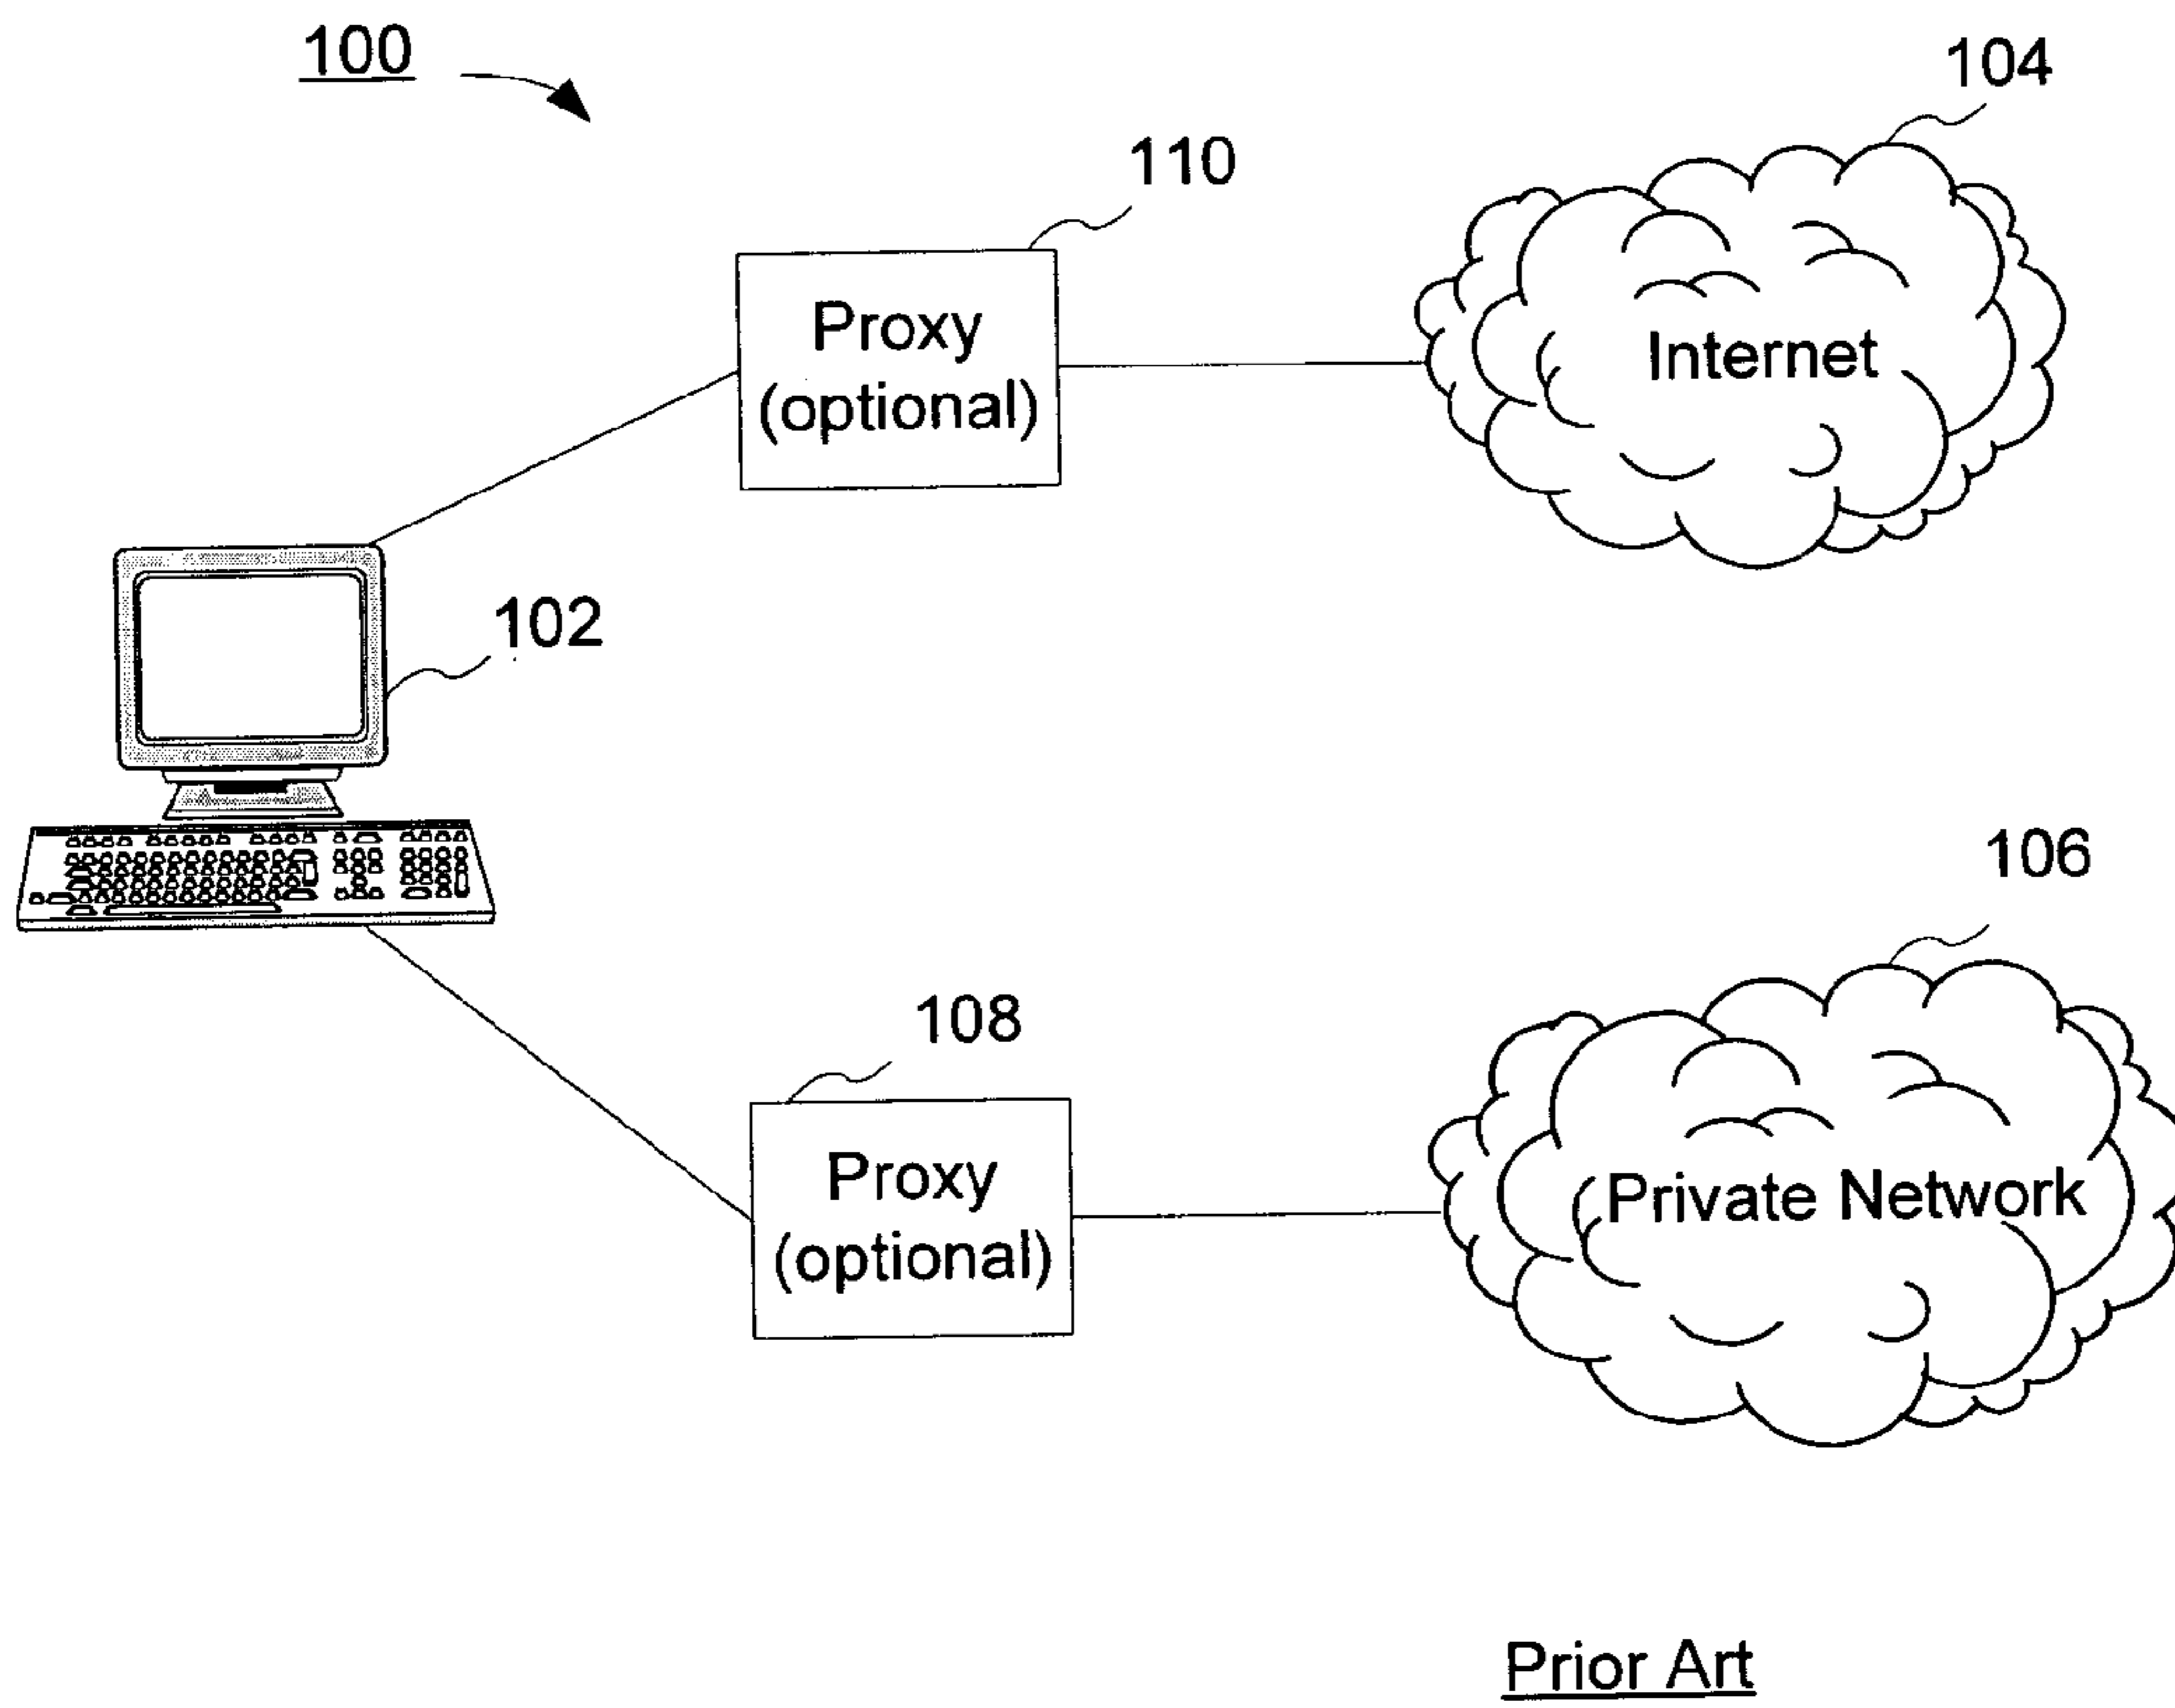 100
104
110
Proxy
(optional)
Internet
102
106
108
Proxy
(optional)
Private Network
Prior Art